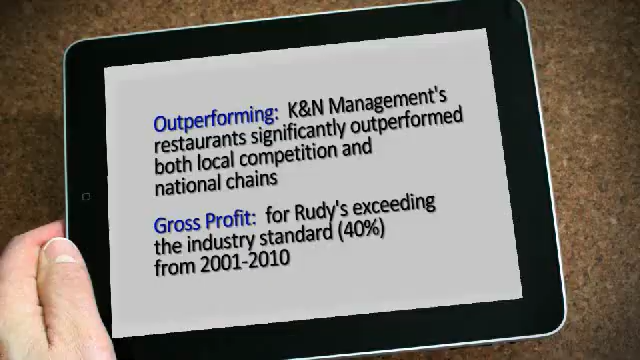 Outperforming: K&N Management's
restaurants significantly outperformed
both local competition and
national chains
Gross Profit: for Rudy's exceeding
the industry standard (40%)
from 2001-2010